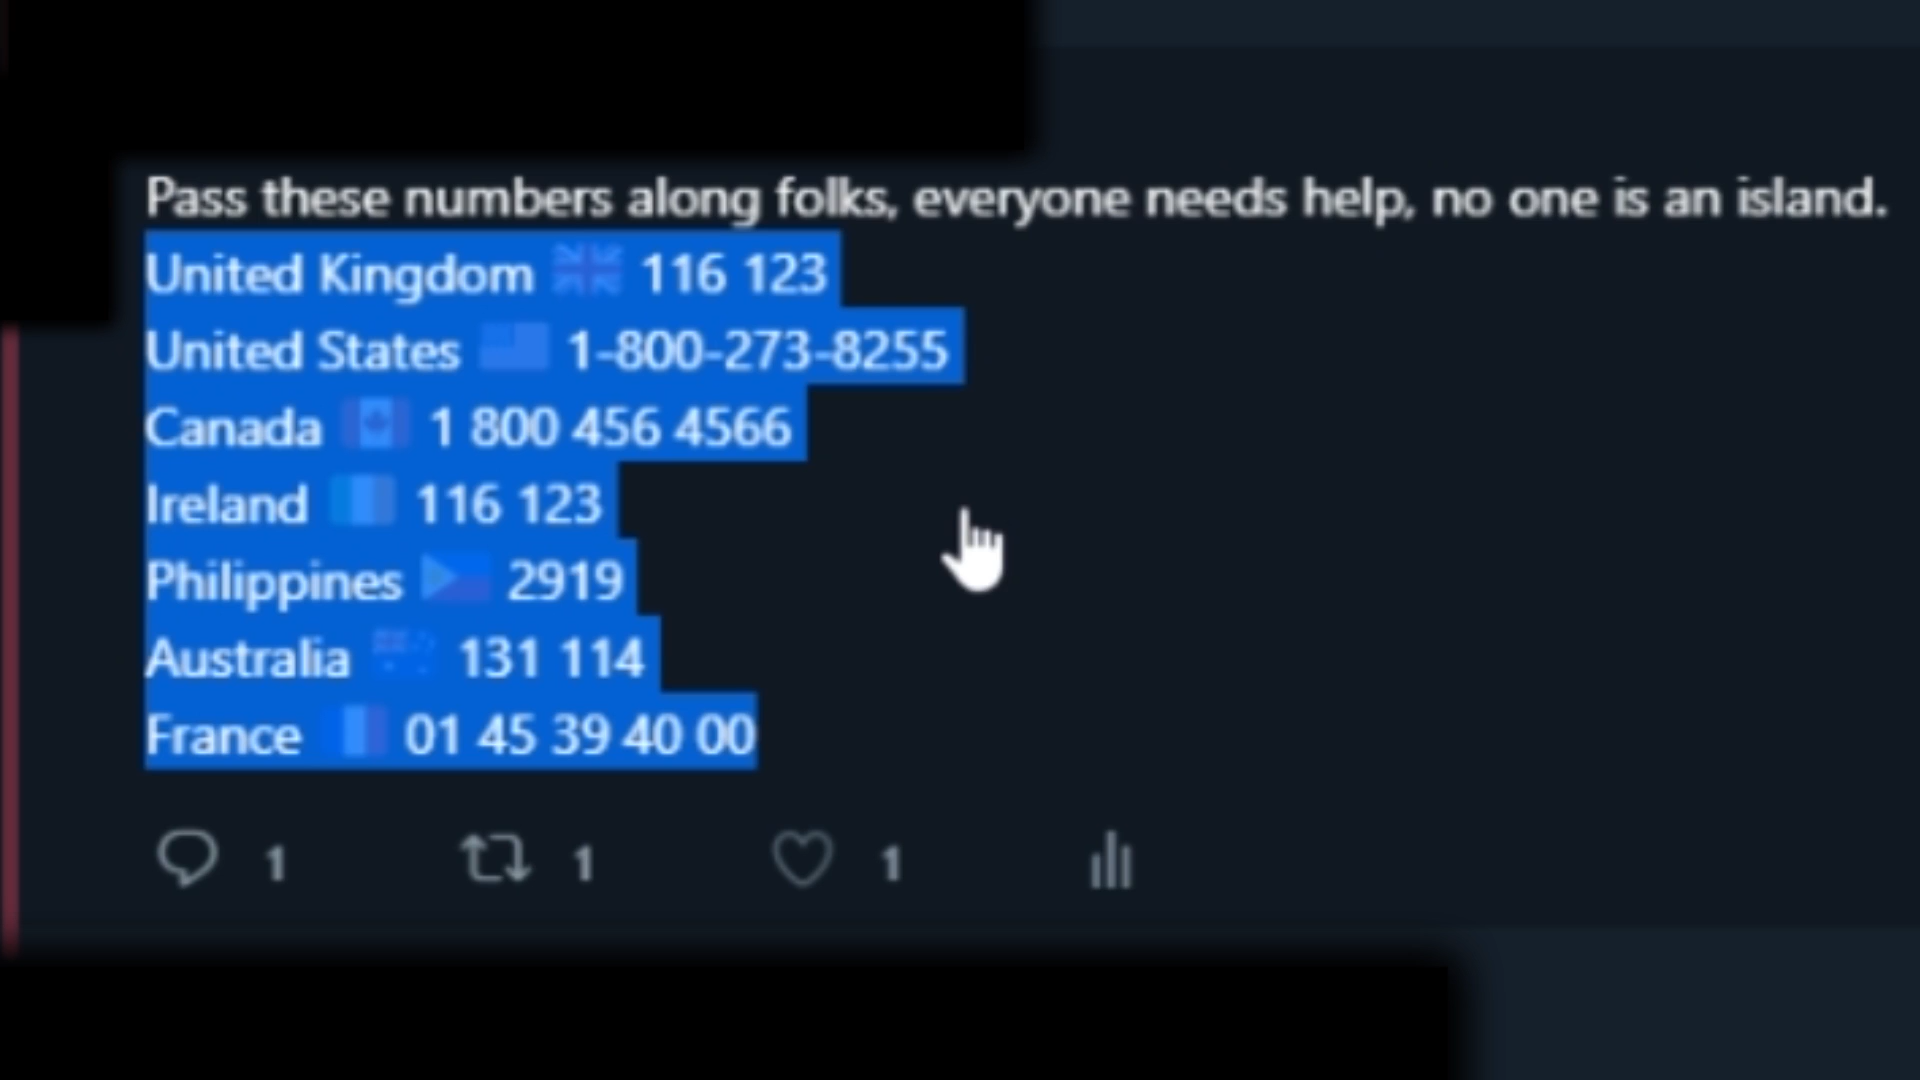 Pass these numbers along folks, everyone needs help, no one is an island.
United Kingdom 🇬🇧 116 123
United States 🇺🇸 1-800-273-8255
Canada 🇨🇦 1 800 456 4566
Ireland 🇮🇪 116 123
Philippines 🇵🇭 2919
Australia 🇦🇺 131 114
France 🇫🇷 01 45 39 40 00
1 1 1